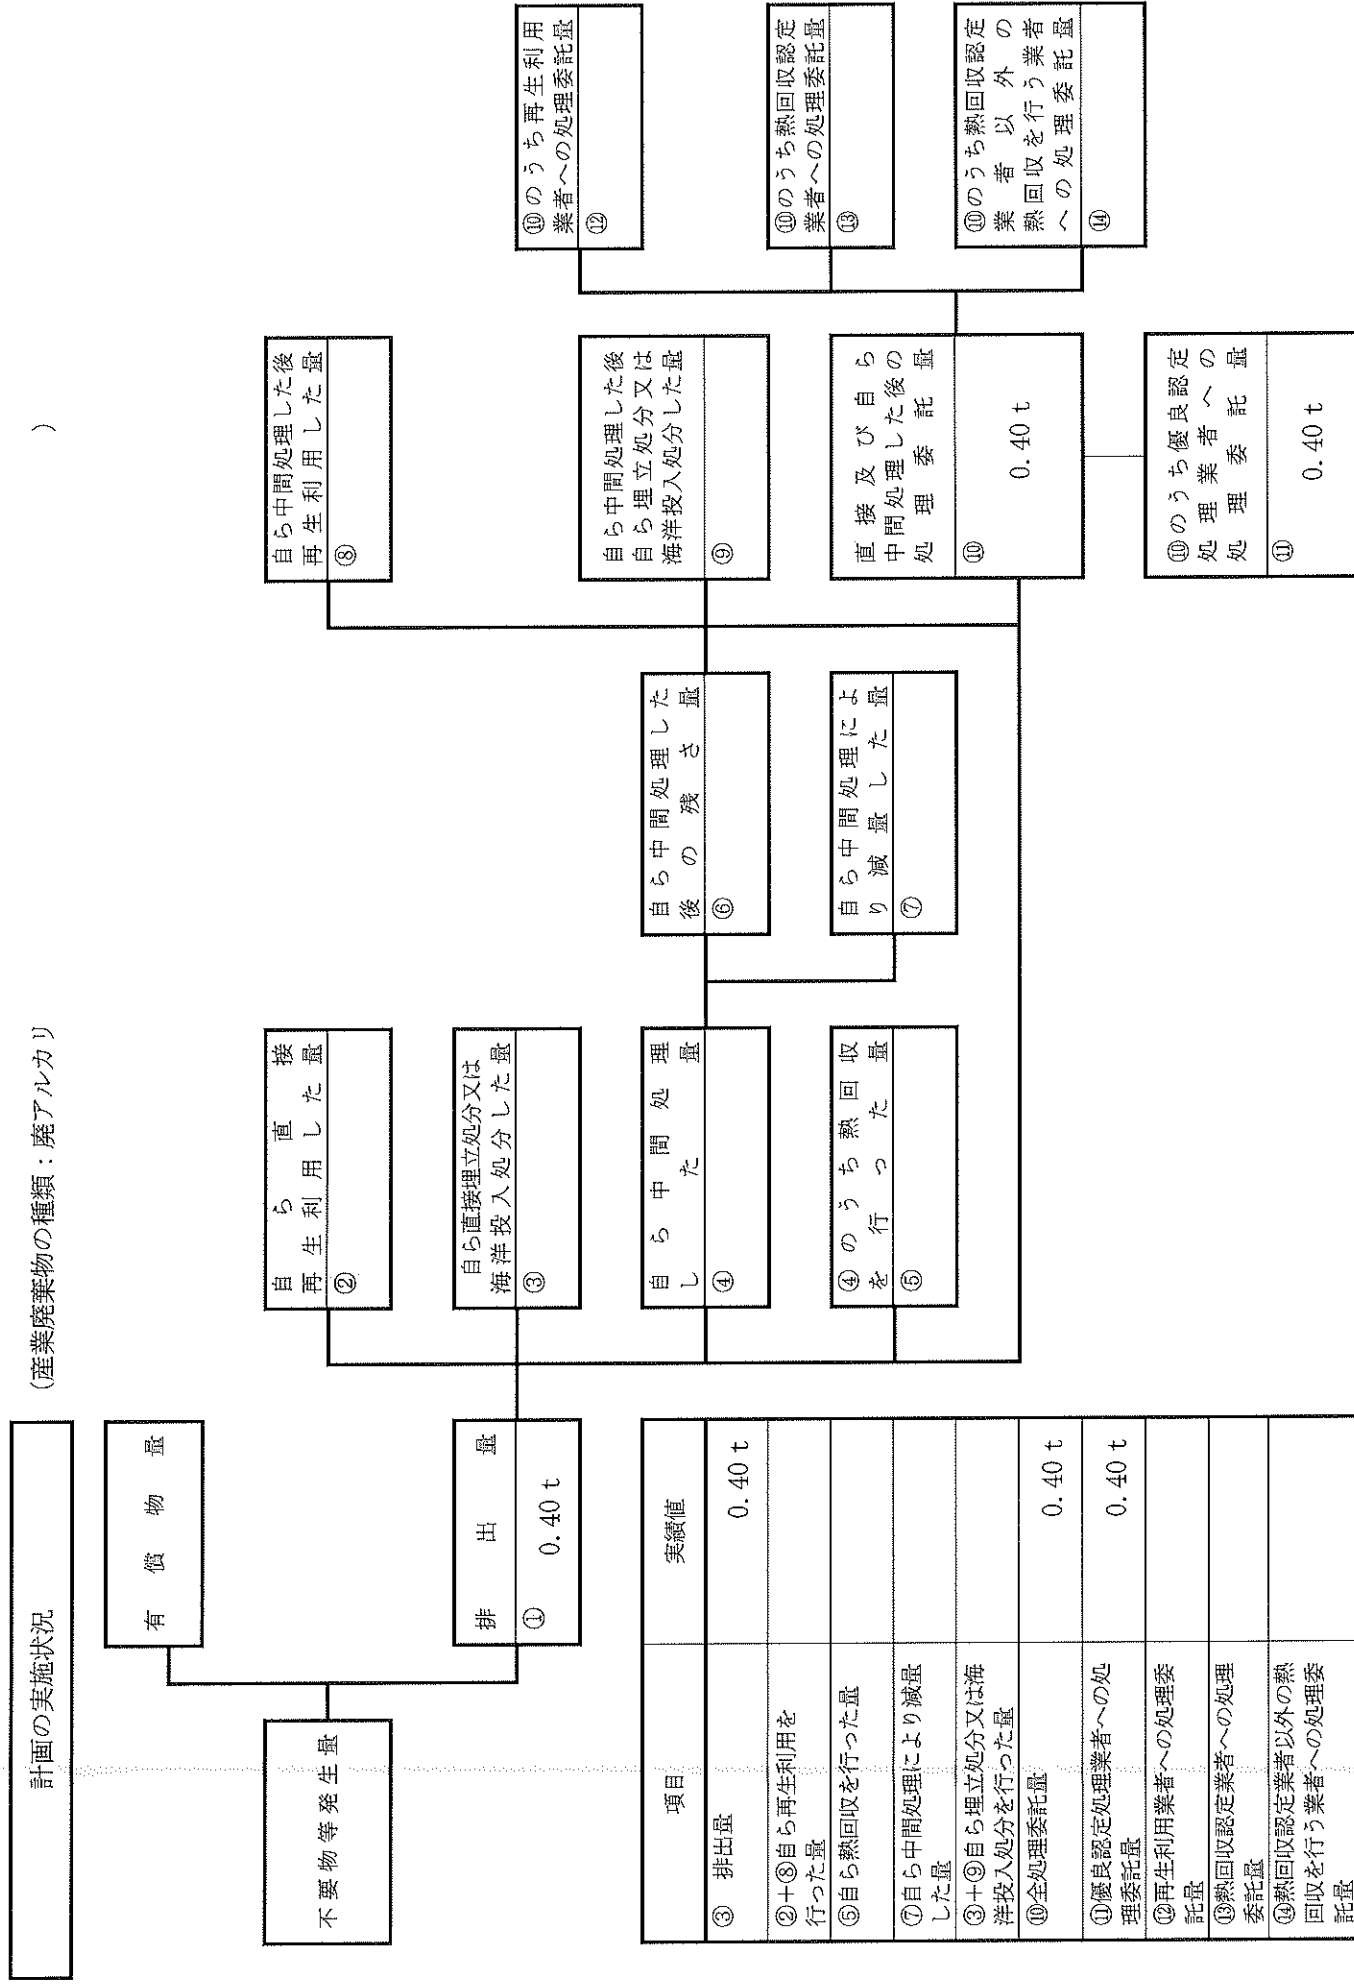 計画の実施状況
（産業廃棄物の種類：廃アルカリ
）
不要物等発生量
有償物量
排出量
① 0.40 t
自ら直接
再生利用した量
②
自ら直接埋立処分又は
海洋投入処分した量
③
自ら中間処理
した量
④
④のうち熱回収
を行った量
⑤
自ら中間処理した
後の残さ量
⑥
自ら中間処理によ
り減量した量
⑦
自ら中間処理した後
再生利用した量
⑧
自ら中間処理した後
自ら埋立処分又は
海洋投入処分した量
⑨
直接及び自ら
中間処理した後の
処理委託量
⑩
0.40 t
⑩のうち優良認定
処理業者への
処理委託量
⑪
0.40 t
⑩のうち再生利用
業者への処理委託量
⑫
⑩のうち熱回収認定
業者への処理委託量
⑬
⑩のうち熱回収認定
業者以外の
熱回収を行う業者
への処理委託量
⑭
項目 実績値
③ 排出量 0.40 t
②+⑧自ら再生利用を
行った量
⑤自ら熱回収を行った量
⑦自ら中間処理により減量
した量
③+⑨自ら埋立処分又は海
洋投入処分を行った量
⑩全処理委託量 0.40 t
⑪優良認定処理業者への処
理委託量 0.40 t
⑫再生利用業者への処理委
託量
⑬熱回収認定業者への処理
委託量
⑭熱回収認定業者以外の熱
回収を行う業者への処理委
託量